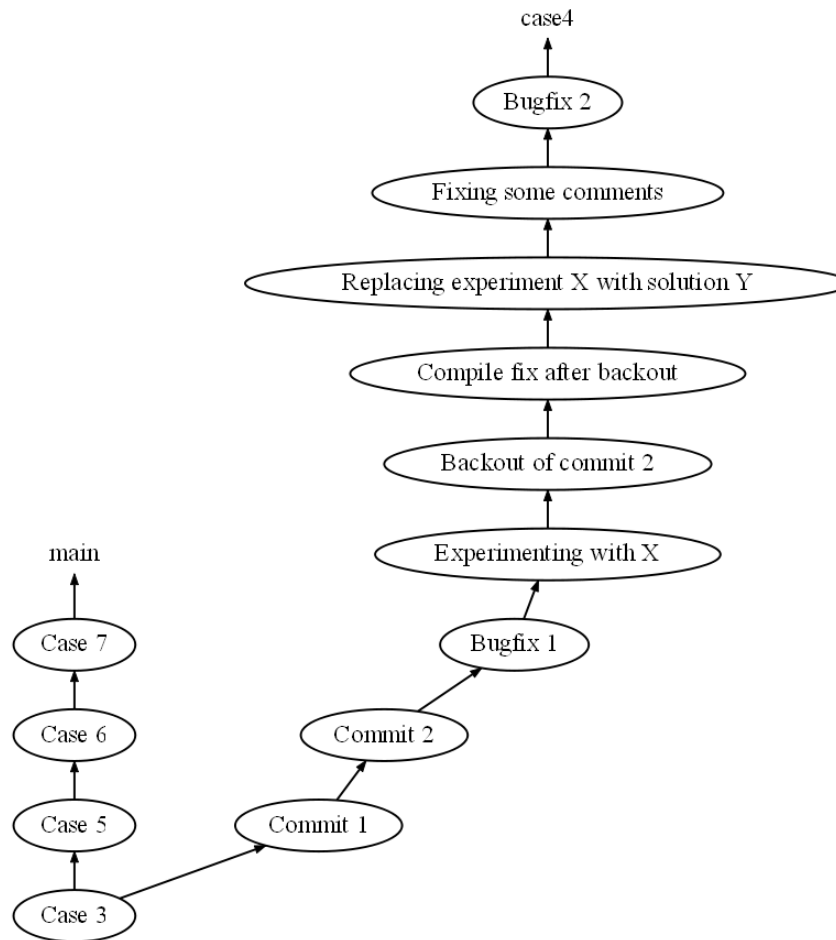 case4
Bugfix 2
Fixing some comments
Replacing experiment X with solution Y
Compile fix after backout
Backout of commit 2
Experimenting with X
main
Case 7
Bugfix 1
Case 6
Commit 2
Case 5
Commit 1
Case 3